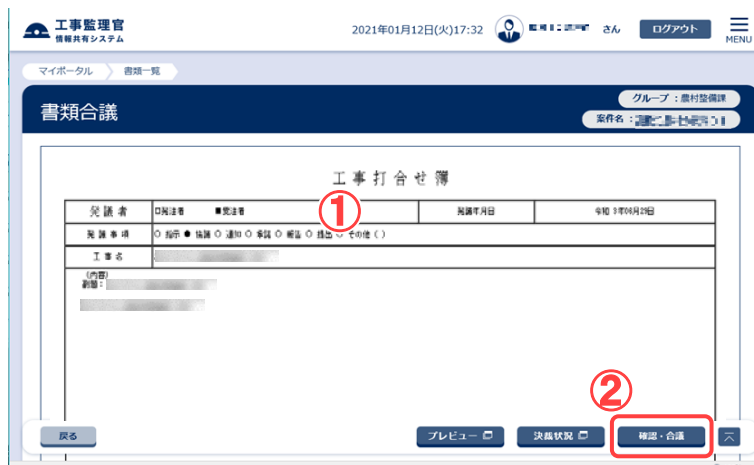 工事監理官
情報共有システム
2021年01月12日(火)17:32
さん
ログアウト
MENU
マイポータル
書類一覧
書類合議
グループ:農村整備課
案件名:
工事打合せ簿
発議者 □発注者 ■受注者 発議年月日 令和 3年06月29日
①
発議事項 ○ 指示 ● 協議 ○ 通知 ○ 承諾 ○ 報告 ○ 提出 ○ その他 ( )
工事名
(内容)
副題:
②
戻る
プレビュー
決裁状況
確認・合議